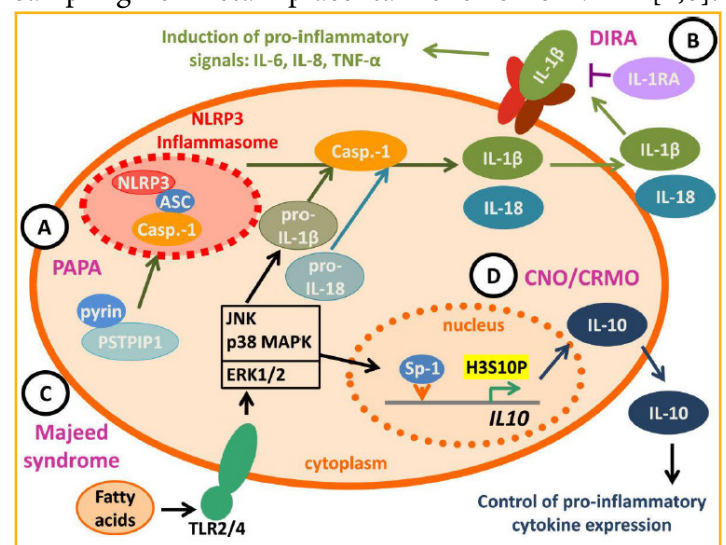 Induction of pro-inflammatory
signals: IL-6, IL-8, TNF-α
DIRA
B
IL-1β
IL-1RA
NLRP3
Inflammasome
NLRP3
ASC
Casp.-1
Casp.-1
IL-1β
IL-18
IL-1β
IL-18
A
PAPA
pro-
IL-1β
pro-
IL-18
pyrin
PSTPIP1
JNK
p38 MAPK
ERK1/2
D
CNO/CRMO
nucleus
Sp-1
H3S10P
IL10
IL-10
IL-10
C
Majeed
syndrome
cytoplasm
Fatty
acids
TLR2/4
Control of pro-inflammatory
cytokine expression